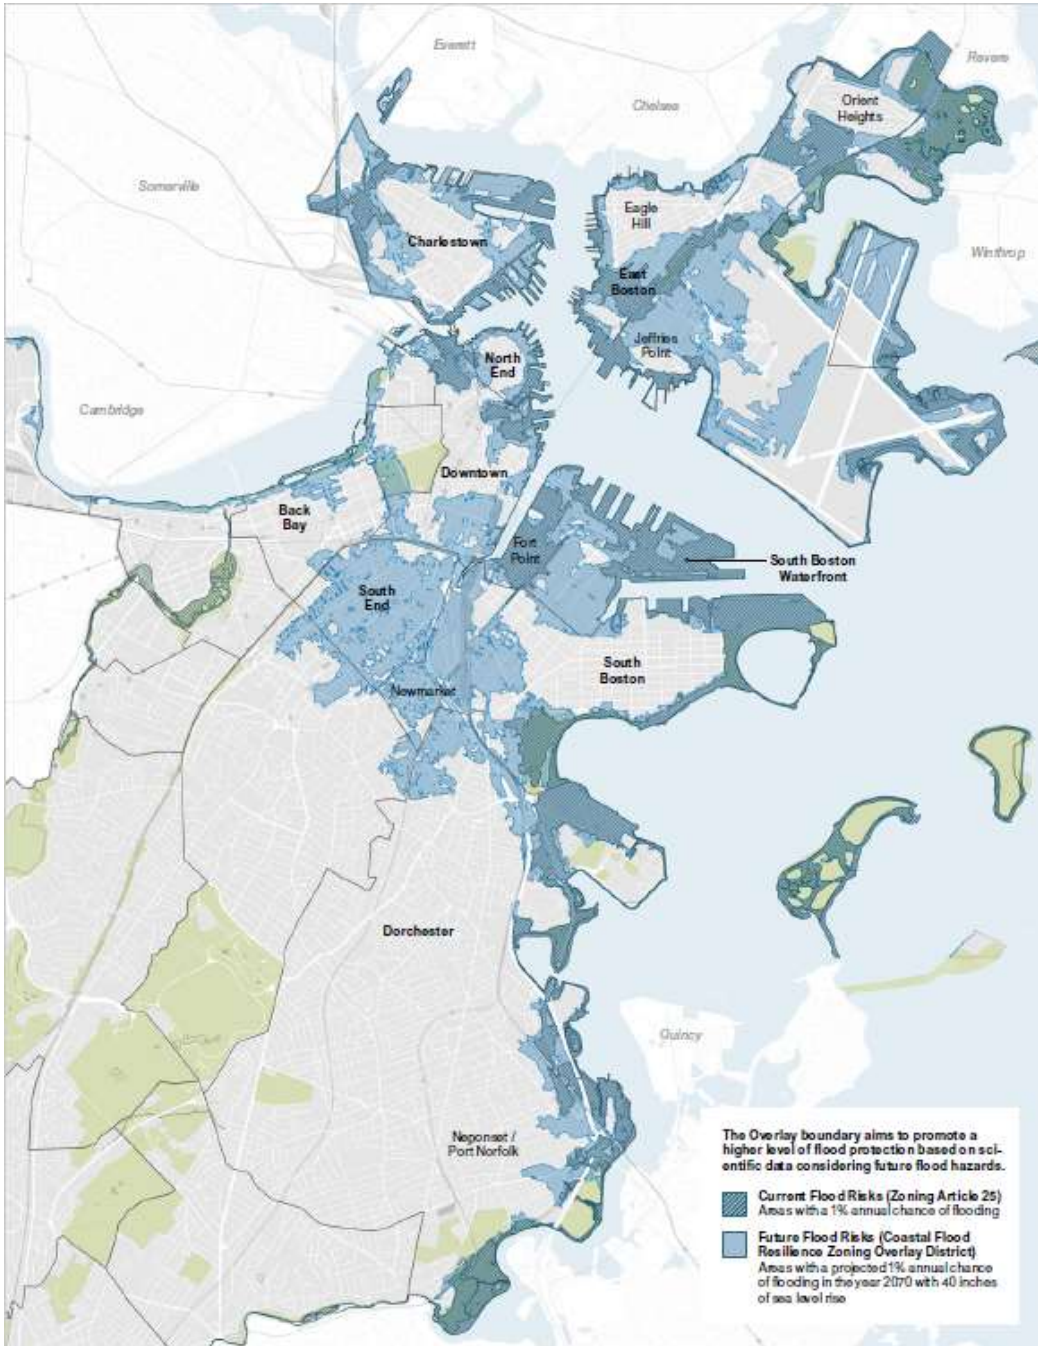 Everett
Revere
Chelsea
Orient
Heights
Somerville
Eagle
Hill
Charlestown
Winthrop
East
Boston
Jeffries
Point
North
End
Cambridge
Downtown
Back
Bay
Fort
Point
South Boston
Waterfront
South
End
South
Boston
Newmarket
Dorchester
Quincy
Neponset /
Port Norfolk
The Overlay boundary aims to promote a
higher level of flood protection based on sci-
entific data considering future flood hazards.
Current Flood Risks (Zoning Article 25)
Areas with a 1% annual chance of flooding
Future Flood Risks (Coastal Flood
Resilience Zoning Overlay District)
Areas with a projected 1% annual chance
of flooding in the year 2070 with 40 inches
of sea level rise